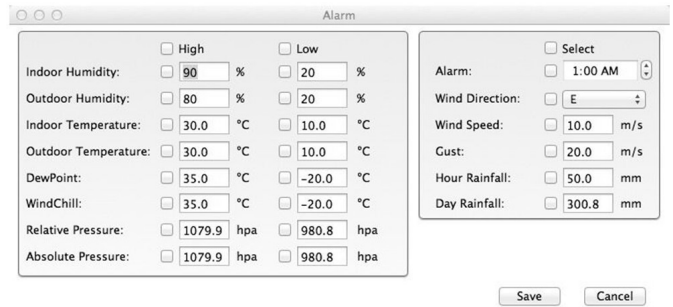 Alarm
High Low
Indoor Humidity: 90 % 20 %
Outdoor Humidity: 80 % 20 %
Indoor Temperature: 30.0 °C 10.0 °C
Outdoor Temperature: 30.0 °C 10.0 °C
DewPoint: 35.0 °C -20.0 °C
WindChill: 35.0 °C -20.0 °C
Relative Pressure: 1079.9 hpa 980.8 hpa
Absolute Pressure: 1079.9 hpa 980.8 hpa
Select
Alarm: 1:00 AM
Wind Direction: E
Wind Speed: 10.0 m/s
Gust: 20.0 m/s
Hour Rainfall: 50.0 mm
Day Rainfall: 300.8 mm
Save Cancel